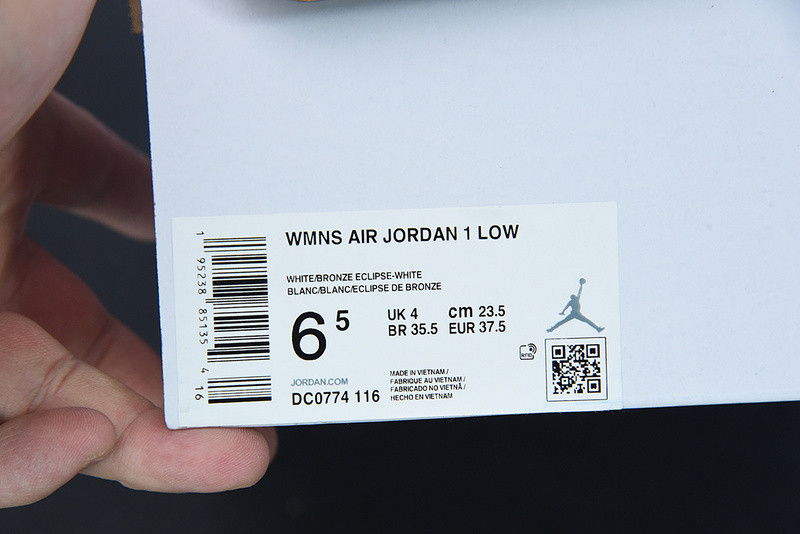 WMNS AIR JORDAN 1 LOW
WHITE/BRONZE ECLIPSE-WHITE
BLANC/BLANC/ECLIPSE DE BRONZE
6 5
UK 4 cm 23.5
BR 35.5 EUR 37.5
JORDAN.COM
DC0774 116
MADE IN VIETNAM /
FABRIQUE AU VIETNAM /
FABRICADO NO VIETNÃ /
HECHO EN VIETNAM
RFID
1 95238 85135 4 16